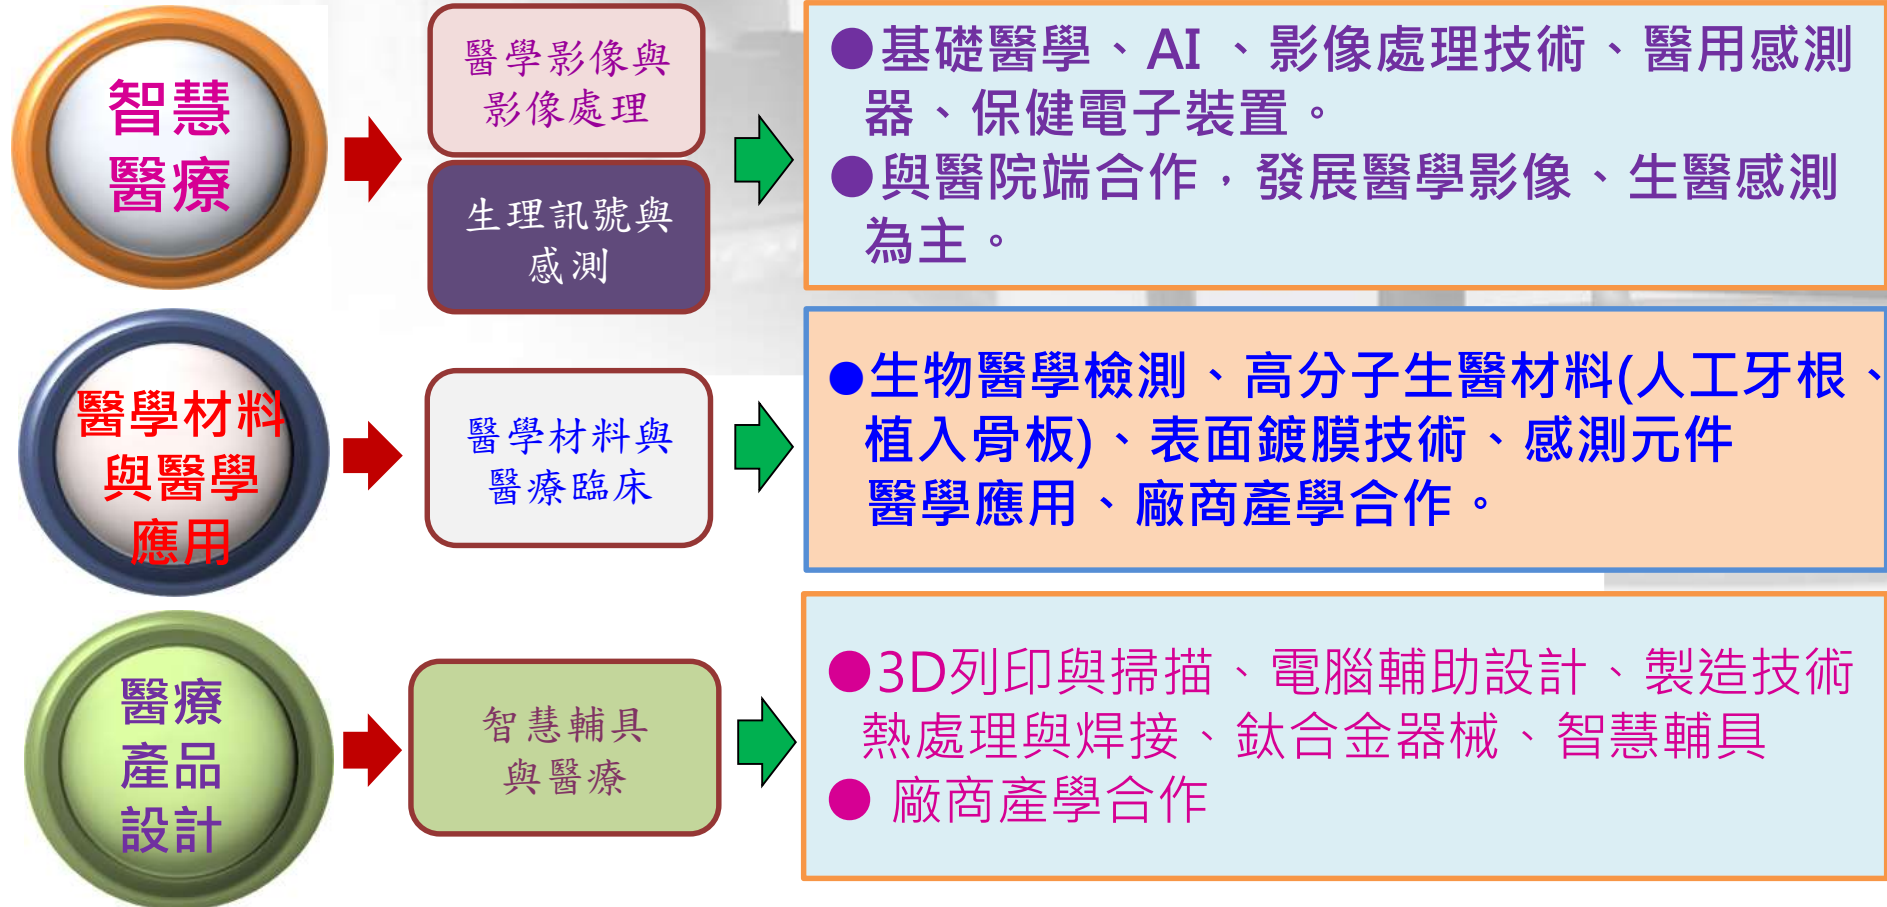 智慧
醫療
醫學影像與
影像處理
生理訊號與
感測
●基礎醫學、AI 、影像處理技術、醫用感測
器、保健電子裝置。
●與醫院端合作，發展醫學影像、生醫感測
為主。
醫學材料
與醫學
應用
醫學材料與
醫療臨床
●生物醫學檢測、高分子生醫材料(人工牙根、
植入骨板)、表面鍍膜技術、感測元件
醫學應用、廠商產學合作。
醫療
產品
設計
智慧輔具
與醫療
●3D列印與掃描、電腦輔助設計、製造技術
熱處理與焊接、鈦合金器械、智慧輔具
● 廠商產學合作